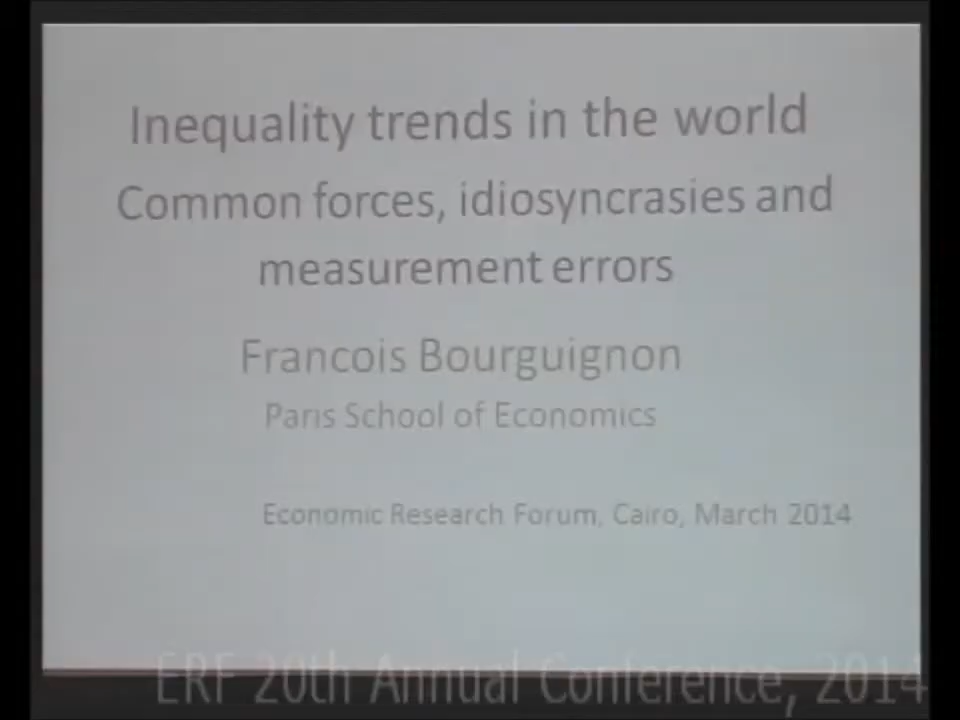 Inequality trends in the world
Common forces, idiosyncrasies and
measurement errors
Francois Bourguignon
Paris School of Economics
Economic Research Forum, Cairo, March 2014
ERF 20th Annual Conference, 2014